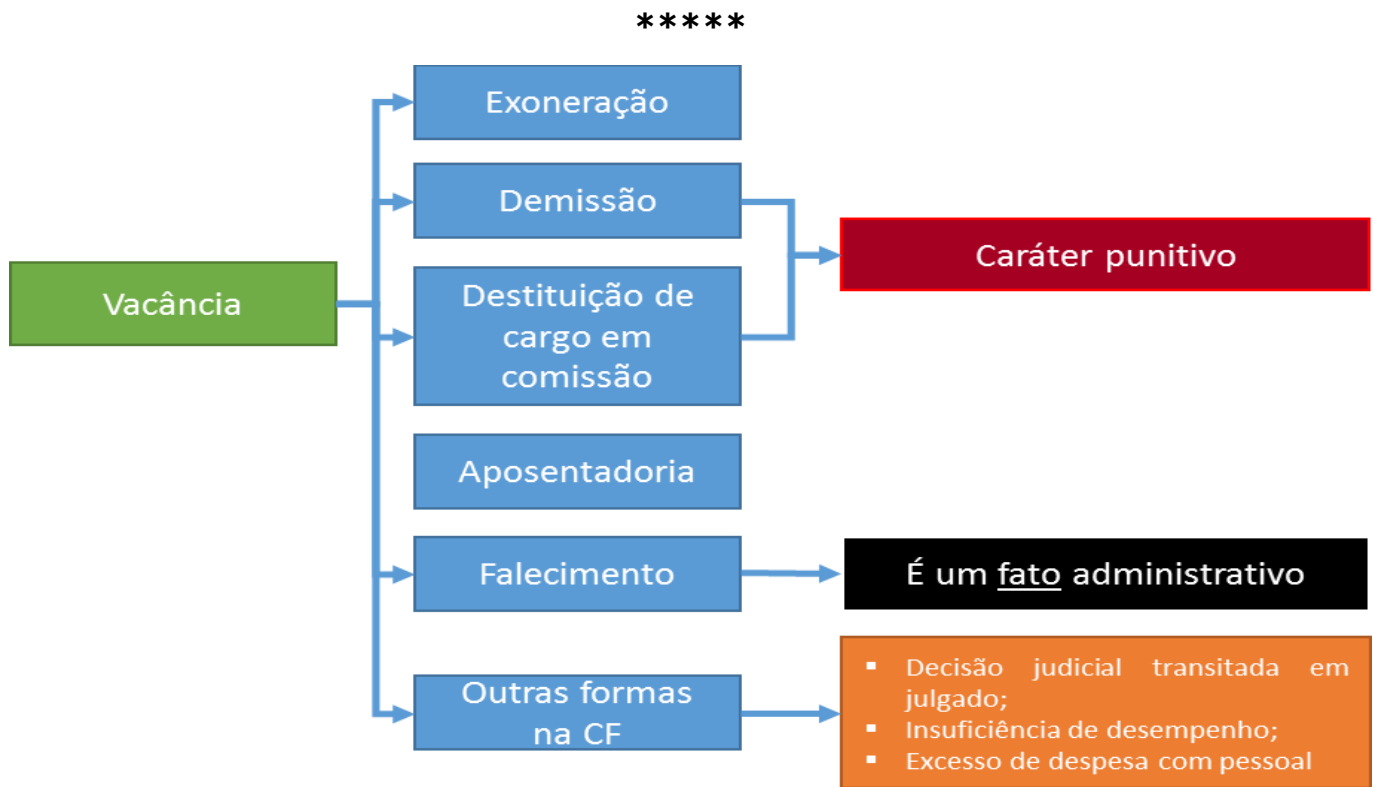 *****
Exoneração
Demissão
Caráter punitivo
Vacância
Destituição de
cargo em
comissão
Aposentadoria
Falecimento
É um fato administrativo
Outras formas
na CF
▪ Decisão judicial transitada em
julgado;
▪ Insuficiência de desempenho;
▪ Excesso de despesa com pessoal